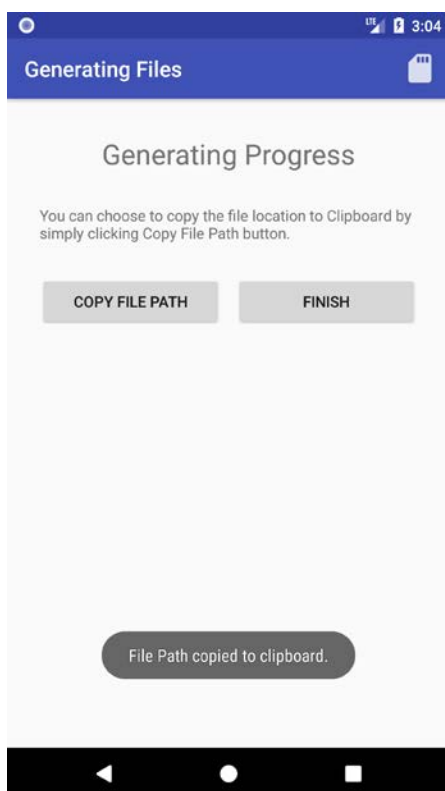 LTE 3:04
Generating Files
Generating Progress
You can choose to copy the file location to Clipboard by
simply clicking Copy File Path button.
COPY FILE PATH FINISH
File Path copied to clipboard.